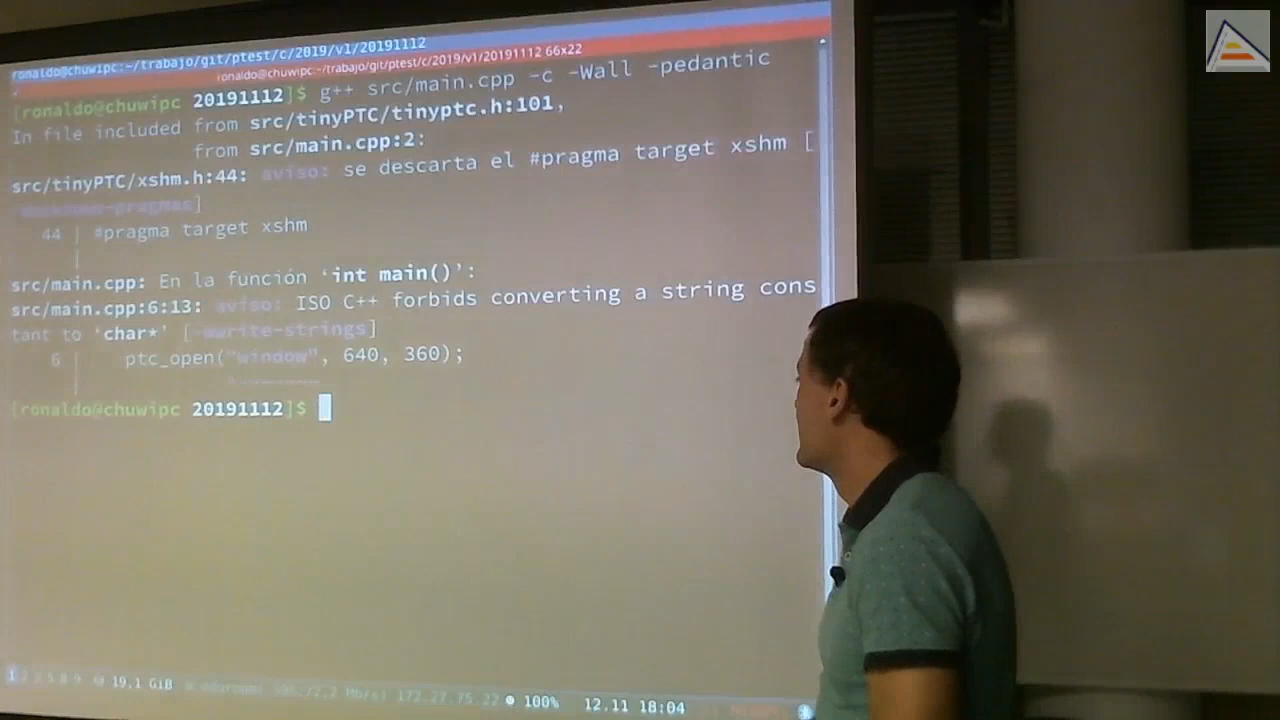 ronaldo@chuwipc:~/trabajo/git/ptest/c/2019/v1/20191112
ronaldo@chuwipc:~/trabajo/git/ptest/c/2019/v1/20191112 66x22
[ronaldo@chuwipc 20191112]$ g++ src/main.cpp -c -Wall -pedantic
In file included from src/tinyPTC/tinyptc.h:101,
from src/main.cpp:2:
src/tinyPTC/xshm.h:44: aviso: se descarta el #pragma target xshm [
44 | #pragma target xshm
|
src/main.cpp: En la función ‘int main()’:
src/main.cpp:6:13: aviso: ISO C++ forbids converting a string cons
tant to ‘char*’ [-Wwrite-strings]
6 | ptc_open("window", 640, 360);
|
[ronaldo@chuwipc 20191112]$
19.1 GiB 172.27.75.22 100% 12.11 18:04